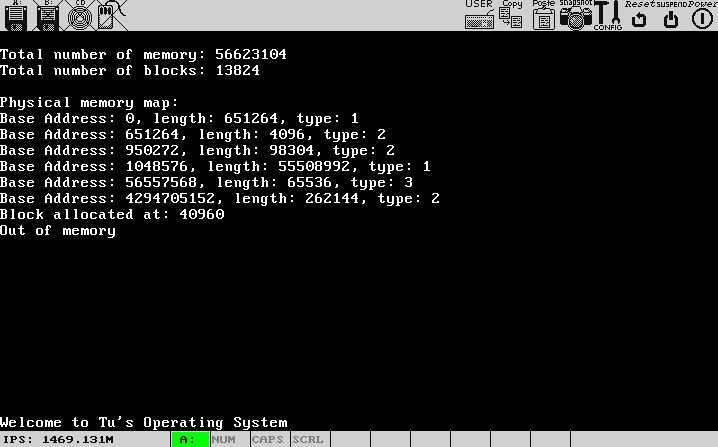 A: B: CD USER Copy Paste Snapshot CONFIG Reset SUSPEND Power
Total number of memory: 56623104
Total number of blocks: 13824
Physical memory map:
Base Address: 0, length: 651264, type: 1
Base Address: 651264, length: 4096, type: 2
Base Address: 950272, length: 98304, type: 2
Base Address: 1048576, length: 55508992, type: 1
Base Address: 56557568, length: 65536, type: 3
Base Address: 4294705152, length: 262144, type: 2
Block allocated at: 40960
Out of memory
Welcome to Tu's Operating System
IPS: 1469.131M A: NUM CAPS SCRL